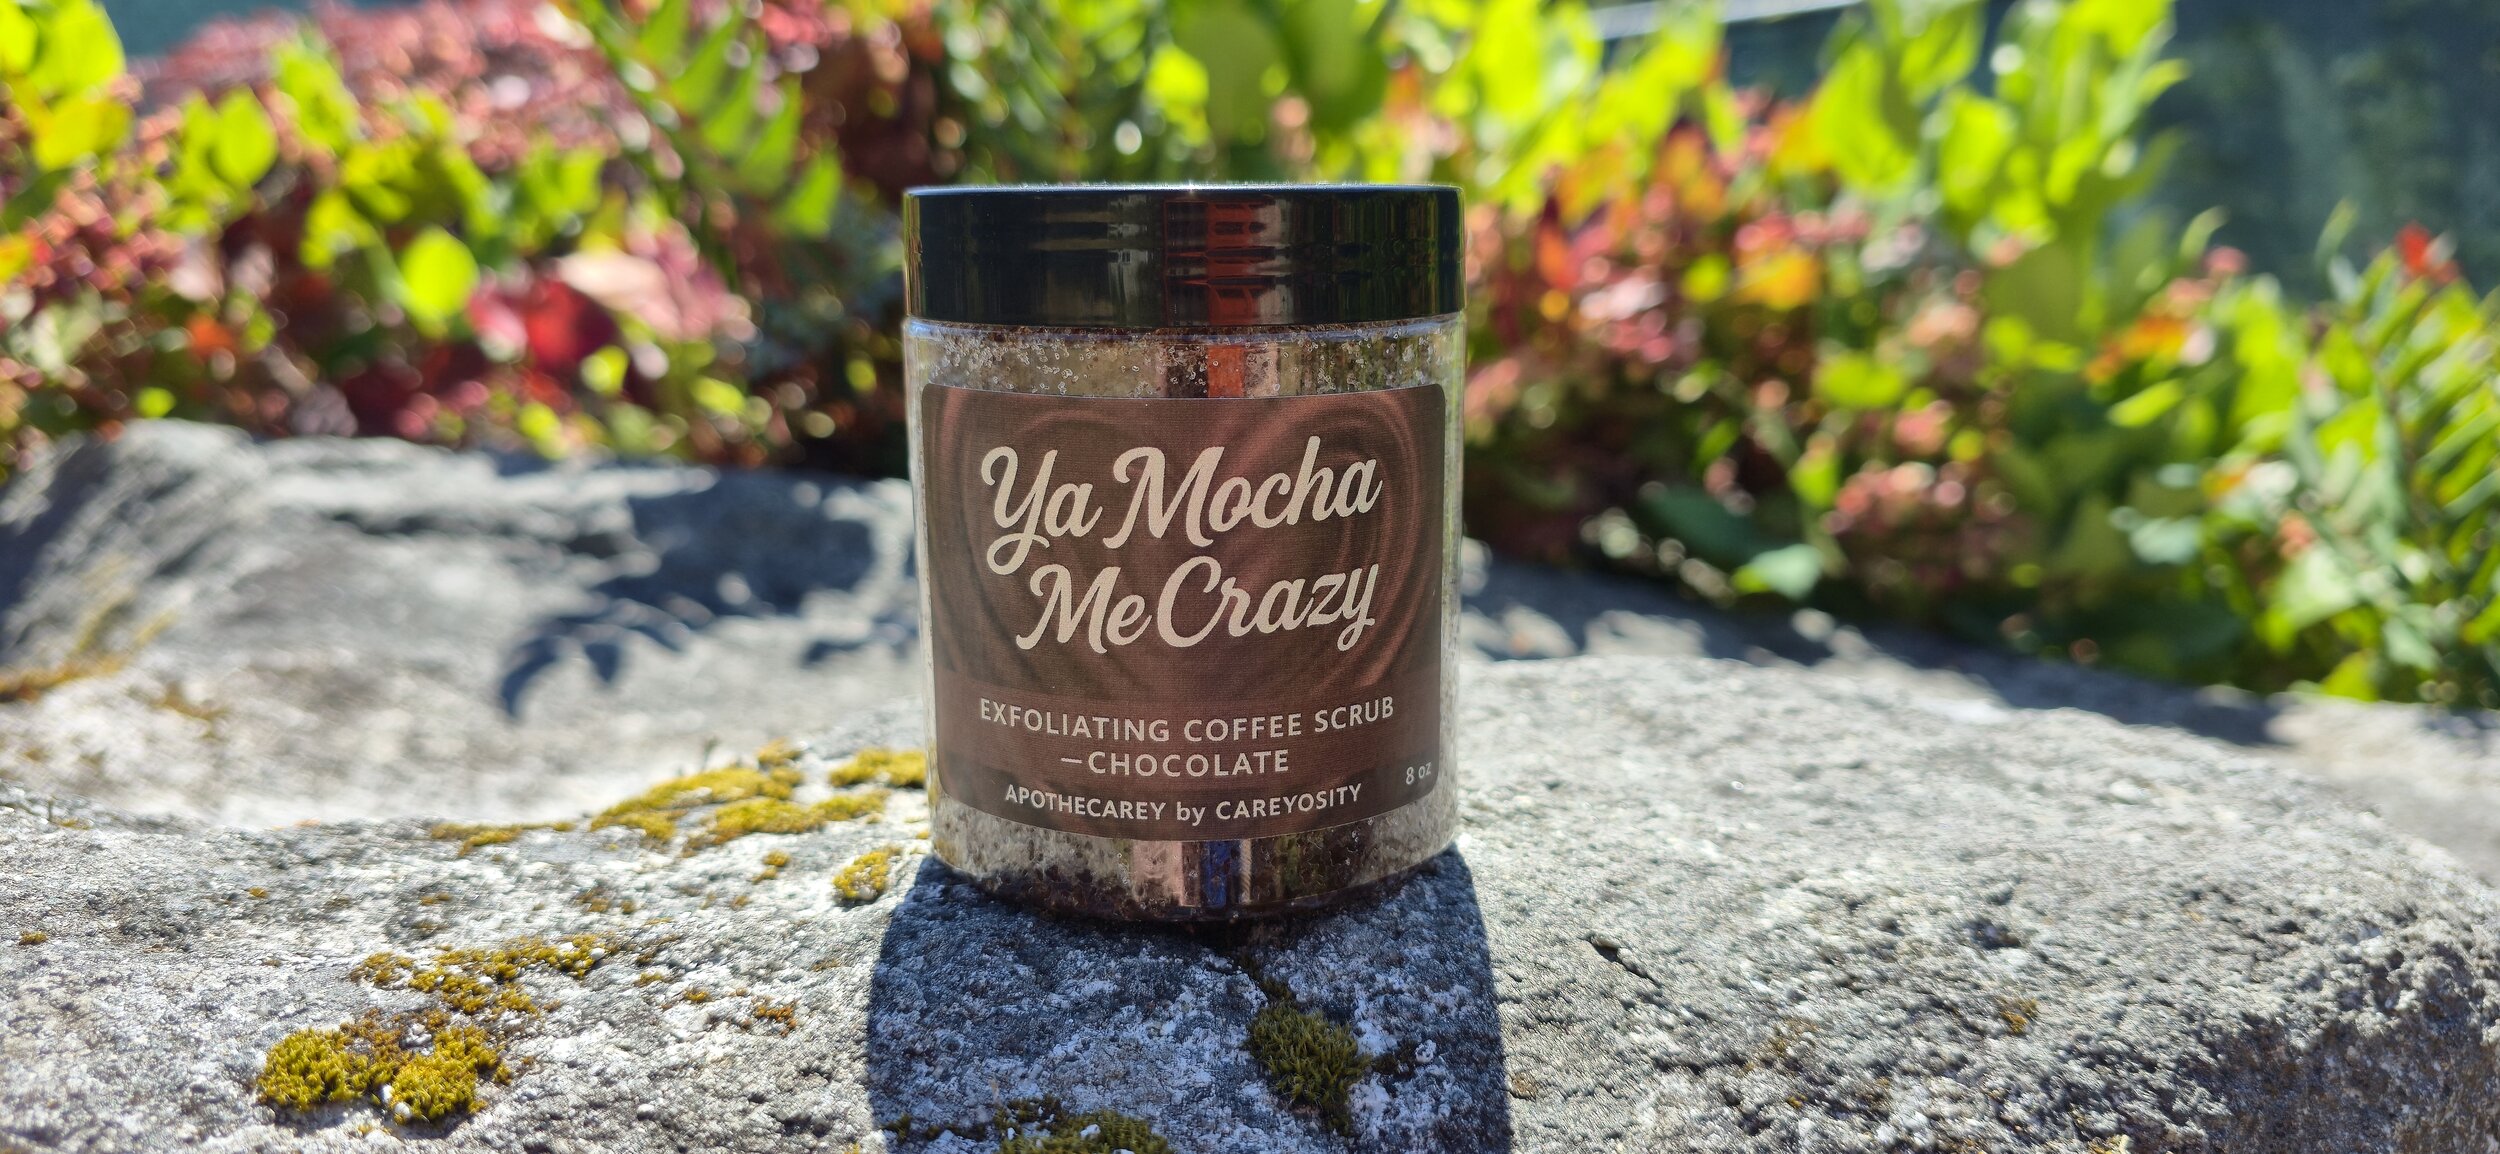 Ya Mocha
Me Crazy
EXFOLIATING COFFEE SCRUB
—CHOCOLATE
8 oz
APOTHECAREY by CAREYOSITY